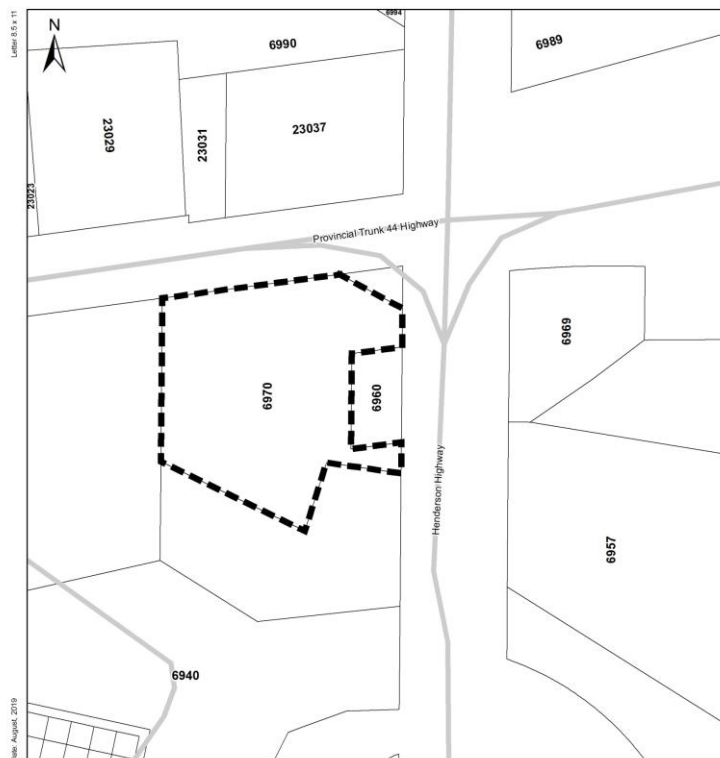 Letter 8.5 x 11
N
6994
6990
6989
23029
23031
23037
23023
Provincial Trunk 44 Highway
6969
6970
6960
Henderson Highway
6957
6940
Date: August, 2019